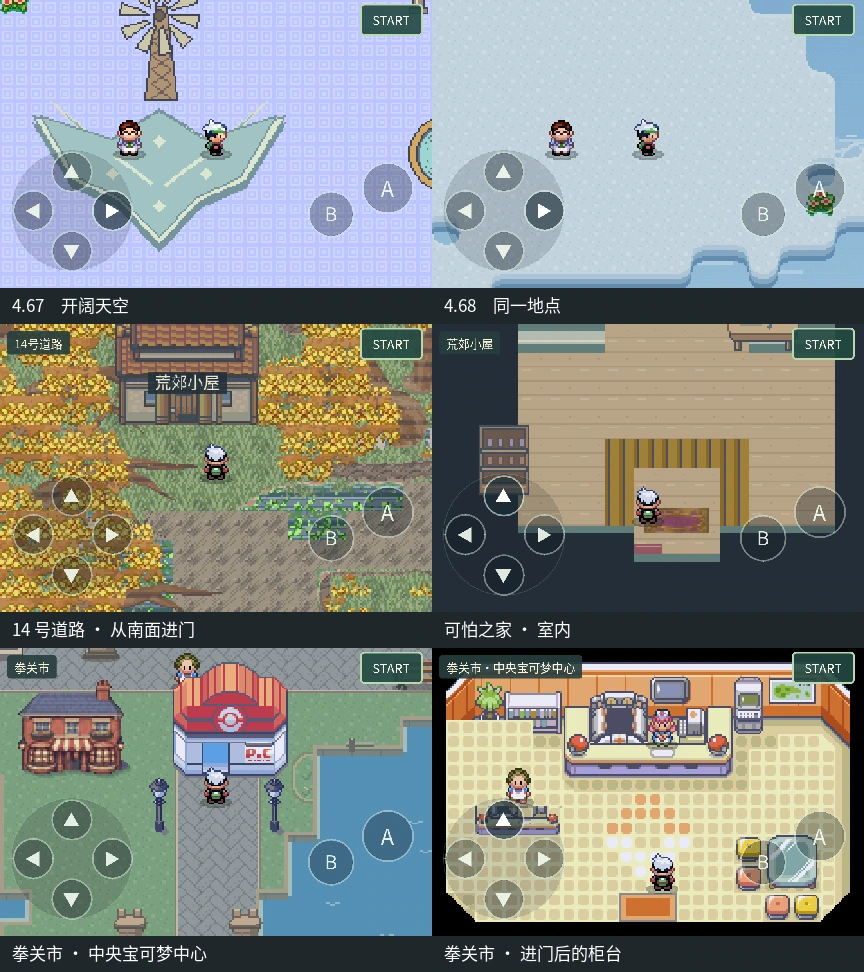 START
START
A
B
A
B
4.67 开阔天空
4.68 同一地点
14号道路
START
荒郊小屋
START
荒郊小屋
A
B
A
B
14 号道路 · 从南面进门
可怕之家 · 室内
拳关市
START
拳关市·中央宝可梦中心
START
P.C
A
B
A
B
拳关市 · 中央宝可梦中心
拳关市 · 进门后的柜台